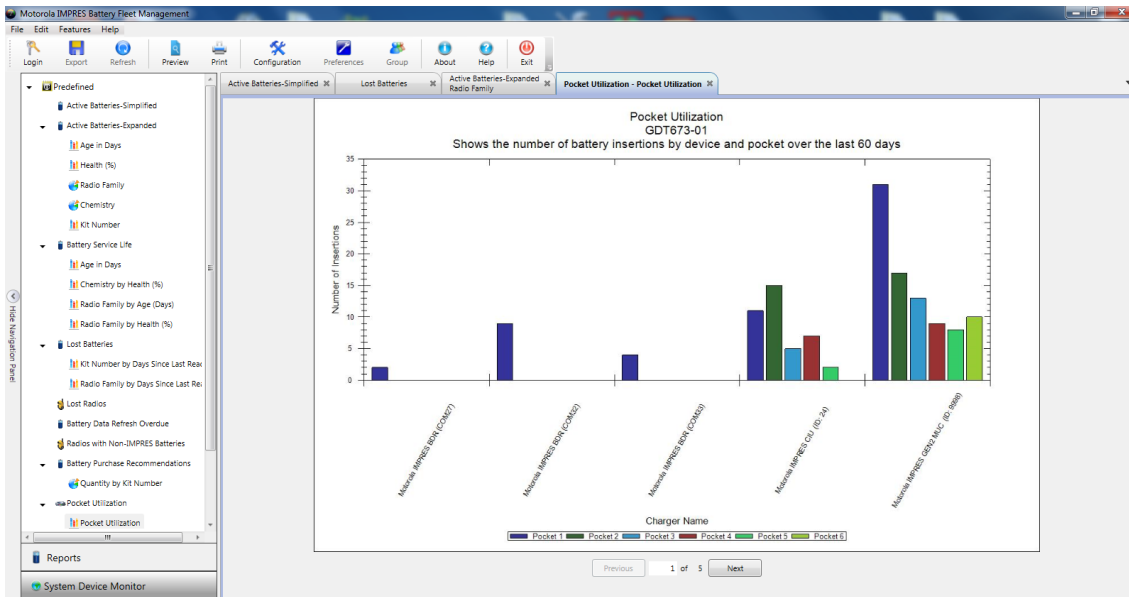 Motorola IMPRES Battery Fleet Management
File Edit Features Help
Login Export Refresh Preview Print Configuration Preferences Group About Help Exit
Hide Navigation Panel
Predefined
Active Batteries-Simplified
Active Batteries-Expanded
Age in Days
Health (%)
Radio Family
Chemistry
Kit Number
Battery Service Life
Age in Days
Chemistry by Health (%)
Radio Family by Age (Days)
Radio Family by Health (%)
Lost Batteries
Kit Number by Days Since Last Reac
Radio Family by Days Since Last Re
Lost Radios
Battery Data Refresh Overdue
Radios with Non-IMPRES Batteries
Battery Purchase Recommendations
Quantity by Kit Number
Pocket Utilization
Pocket Utilization
Reports
System Device Monitor
Active Batteries-Simplified
Lost Batteries
Active Batteries-Expanded
Radio Family
Pocket Utilization - Pocket Utilization
Pocket Utilization
GDT673-01
Shows the number of battery insertions by device and pocket over the last 60 days
Number of Insertions
35
30
25
20
15
10
5
0
Motorola IMPRES BDR (COM27)
Motorola IMPRES BDR (COM32)
Motorola IMPRES BDR (COM33)
Motorola IMPRES CIU (ID: 24)
Motorola IMPRES GEN2 MUC (ID: 9998)
Charger Name
Pocket 1 Pocket 2 Pocket 3 Pocket 4 Pocket 5 Pocket 6
Previous 1 of 5 Next